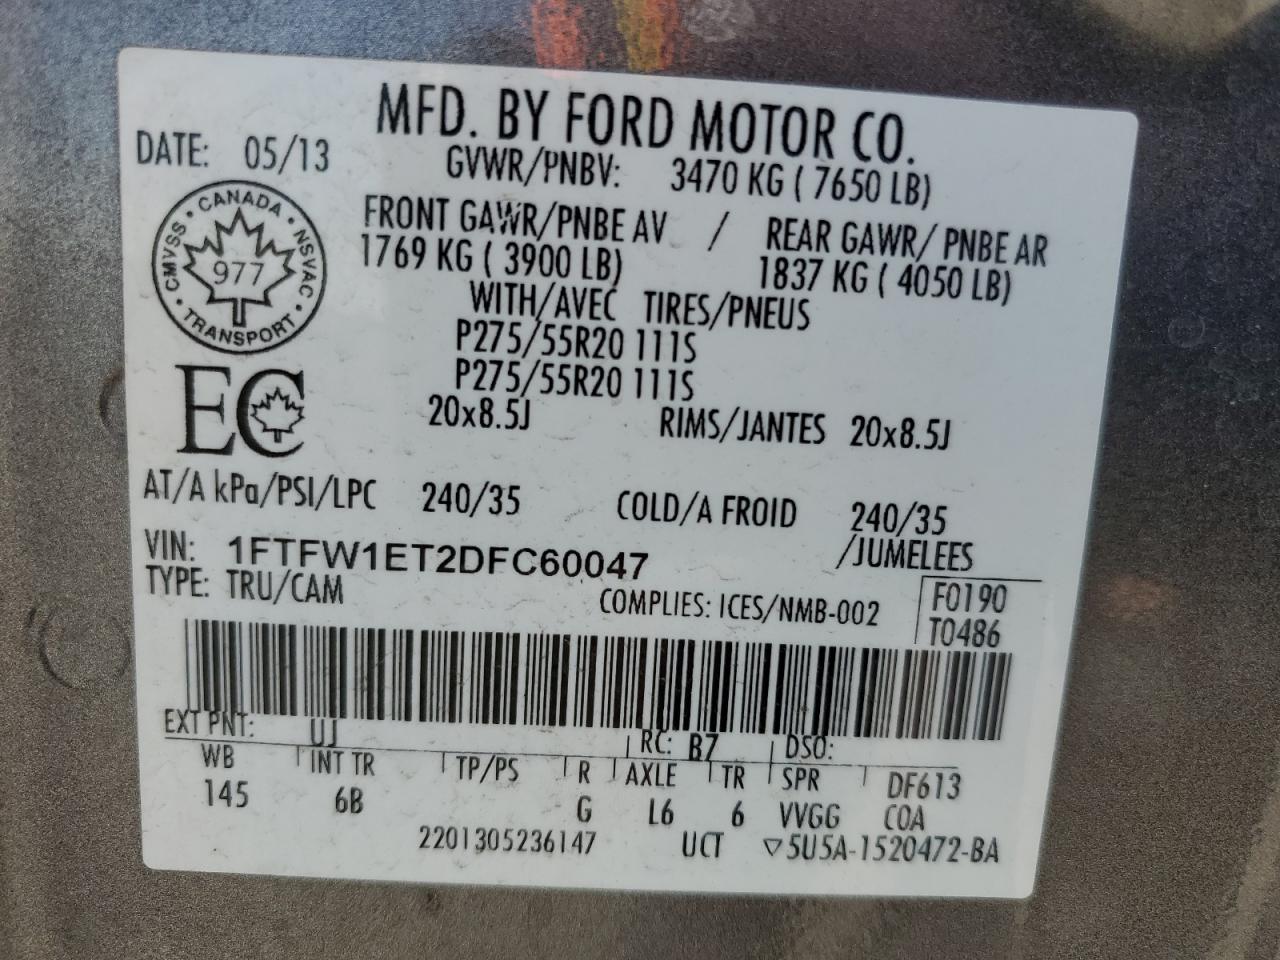 MFD. BY FORD MOTOR CO.
DATE: 05/13
GVWR/PNBV: 3470 KG ( 7650 LB)
FRONT GAWR/PNBE AV / REAR GAWR/ PNBE AR
1769 KG ( 3900 LB) 1837 KG ( 4050 LB)
WITH/AVEC TIRES/PNEUS
P275/55R20 111S
P275/55R20 111S
20x8.5J RIMS/JANTES 20x8.5J
CANADA
CMVSS • NSVAC
977
TRANSPORT
EC
AT/A kPa/PSI/LPC 240/35 COLD/A FROID 240/35
VIN: 1FTFW1ET2DFC60047 /JUMELEES
TYPE: TRU/CAM COMPLIES: ICES/NMB-002 F0190
T0486
EXT PNT: UJ RC: B7 DSO:
WB INT TR TP/PS R AXLE TR SPR DF613
145 6B G L6 6 VVGG COA
2201305236147 UCT ▽5U5A-1520472-BA